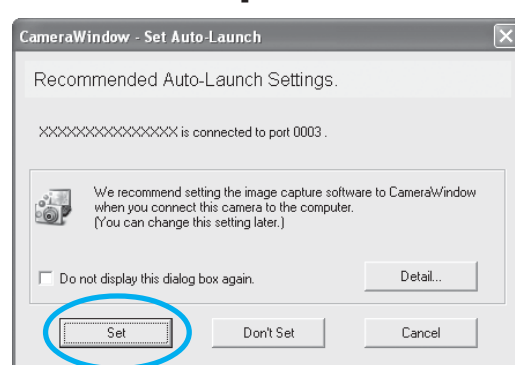 CameraWindow - Set Auto-Launch
Recommended Auto-Launch Settings.
XXXXXXXXXXXXXXX is connected to port 0003 .
We recommend setting the image capture software to CameraWindow
when you connect this camera to the computer.
(You can change this setting later.)
Do not display this dialog box again.
Detail...
Set
Don't Set
Cancel